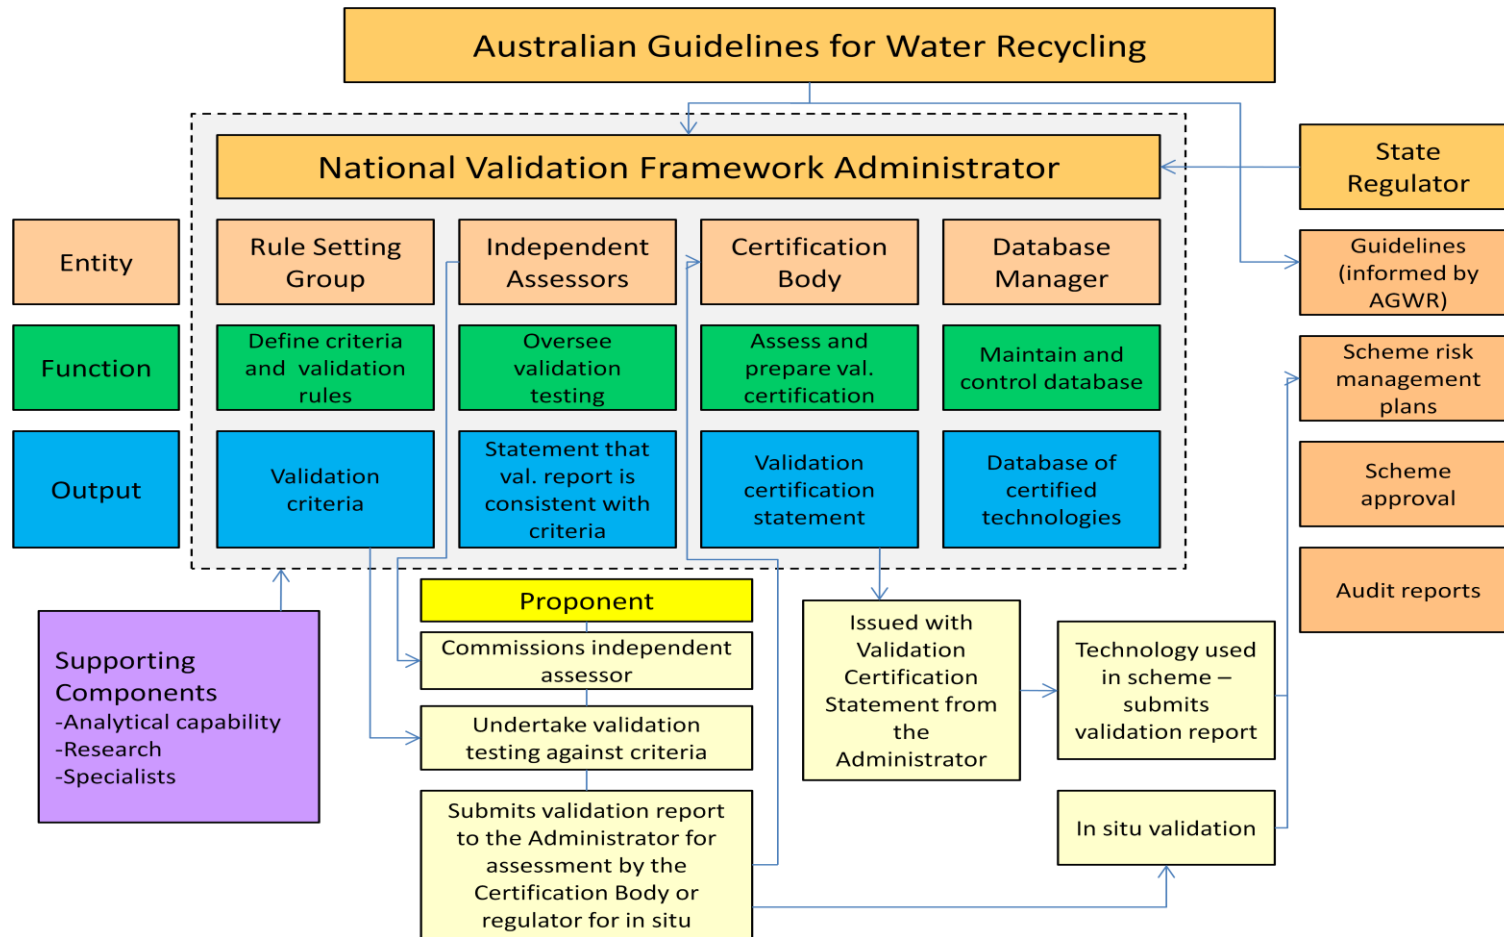 Australian Guidelines for Water Recycling
National Validation Framework Administrator
State
Regulator
Entity
Rule Setting
Group
Independent
Assessors
Certification
Body
Database
Manager
Guidelines
(informed by
AGWR)
Function
Define criteria
and validation
rules
Oversee
validation
testing
Assess and
prepare val.
certification
Maintain and
control database
Scheme risk
management
plans
Output
Validation
criteria
Statement that
val. report is
consistent with
criteria
Validation
certification
statement
Database of
certified
technologies
Scheme
approval
Audit reports
Supporting
Components
-Analytical capability
-Research
-Specialists
Proponent
Commissions independent
assessor
Undertake validation
testing against criteria
Submits validation report
to the Administrator for
assessment by the
Certification Body or
regulator for in situ
Issued with
Validation
Certification
Statement from
the
Administrator
Technology used
in scheme –
submits
validation report
In situ validation